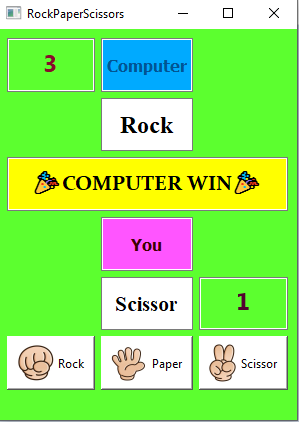 RockPaperScissors
3 Computer
Rock
🎉COMPUTER WIN🎉
You
Scissor 1
Rock Paper Scissor